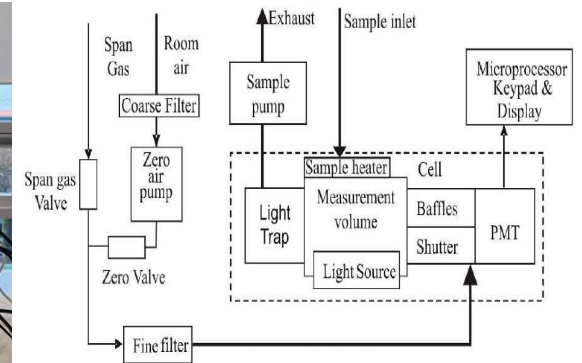 Exhaust
Sample inlet
Span
Gas
Room
air
Coarse Filter
Sample
pump
Microprocessor
Keypad &
Display
Span gas
Valve
Zero
air
pump
Zero Valve
Sample heater
Cell
Light
Trap
Measurement
volume
Baffles
Shutter
PMT
Light Source
Fine filter